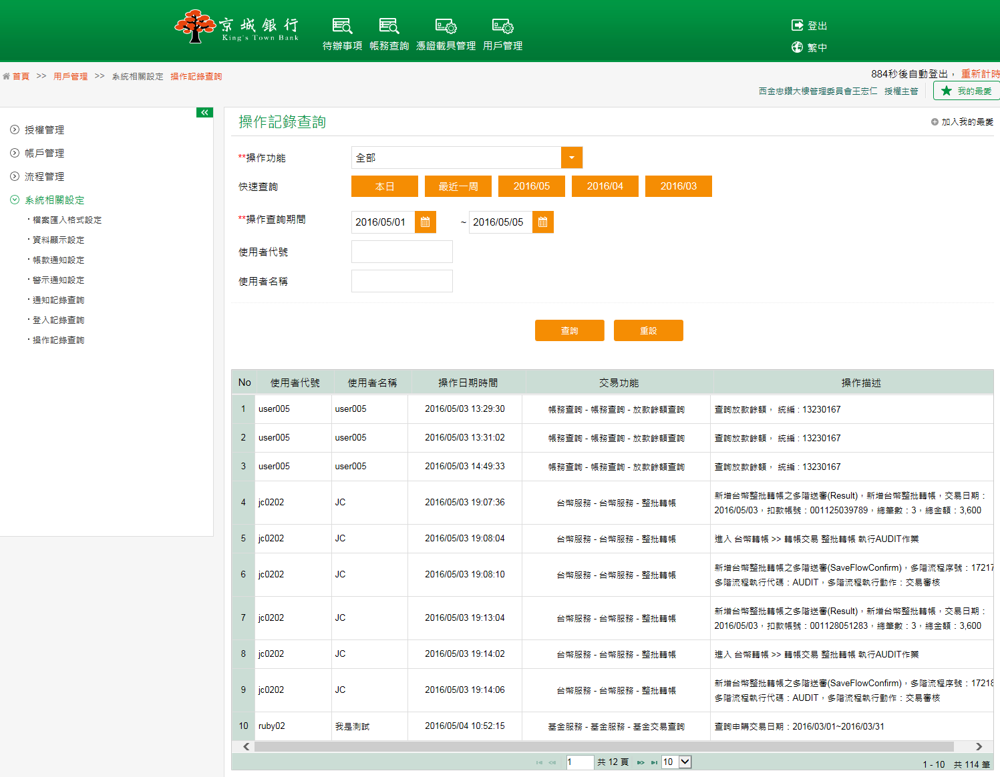 京城銀行
King's Town Bank
待辦事項 帳務查詢 憑證載具管理 用戶管理
登出
繁中
首頁 >> 用戶管理 >> 系統相關設定 操作記錄查詢
884秒後自動登出， 重新計時
西金忠鑽大樓管理委員會王宏仁 授權主管 我的最愛
授權管理
帳戶管理
流程管理
系統相關設定
・檔案匯入格式設定
・資料顯示設定
・帳款通知設定
・警示通知設定
・通知記錄查詢
・登入記錄查詢
・操作記錄查詢
操作記錄查詢
加入我的最愛
**操作功能 全部
快速查詢 本日 最近一周 2016/05 2016/04 2016/03
**操作查詢期間 2016/05/01 ~ 2016/05/05
使用者代號
使用者名稱
查詢 重設
No 使用者代號 使用者名稱 操作日期時間 交易功能 操作描述
1 user005 user005 2016/05/03 13:29:30 帳務查詢 - 帳務查詢 - 放款餘額查詢 查詢放款餘額， 統編 : 13230167
2 user005 user005 2016/05/03 13:31:02 帳務查詢 - 帳務查詢 - 放款餘額查詢 查詢放款餘額， 統編 : 13230167
3 user005 user005 2016/05/03 14:49:33 帳務查詢 - 帳務查詢 - 放款餘額查詢 查詢放款餘額， 統編 : 13230167
4 jc0202 JC 2016/05/03 19:07:36 台幣服務 - 台幣服務 - 整批轉帳 新增台幣整批轉帳之多階送審(Result)，新增台幣整批轉帳，交易日期：
2016/05/03，扣款帳號：001125039789，總筆數：3，總金額：3,600
5 jc0202 JC 2016/05/03 19:08:04 台幣服務 - 台幣服務 - 整批轉帳 進入 台幣轉帳 >> 轉帳交易 整批轉帳 執行AUDIT作業
6 jc0202 JC 2016/05/03 19:08:10 台幣服務 - 台幣服務 - 整批轉帳 新增台幣整批轉帳之多階送審(SaveFlowConfirm)，多階流程序號：17217
多階流程執行代碼：AUDIT，多階流程執行動作：交易審核
7 jc0202 JC 2016/05/03 19:13:04 台幣服務 - 台幣服務 - 整批轉帳 新增台幣整批轉帳之多階送審(Result)，新增台幣整批轉帳，交易日期：
2016/05/03，扣款帳號：001128051283，總筆數：3，總金額：3,600
8 jc0202 JC 2016/05/03 19:14:02 台幣服務 - 台幣服務 - 整批轉帳 進入 台幣轉帳 >> 轉帳交易 整批轉帳 執行AUDIT作業
9 jc0202 JC 2016/05/03 19:14:06 台幣服務 - 台幣服務 - 整批轉帳 新增台幣整批轉帳之多階送審(SaveFlowConfirm)，多階流程序號：17218
多階流程執行代碼：AUDIT，多階流程執行動作：交易審核
10 ruby02 我是測試 2016/05/04 10:52:15 基金服務 - 基金服務 - 基金交易查詢 查詢申購交易日期：2016/03/01~2016/03/31
1 共 12 頁 10
1 - 10 共 114 筆